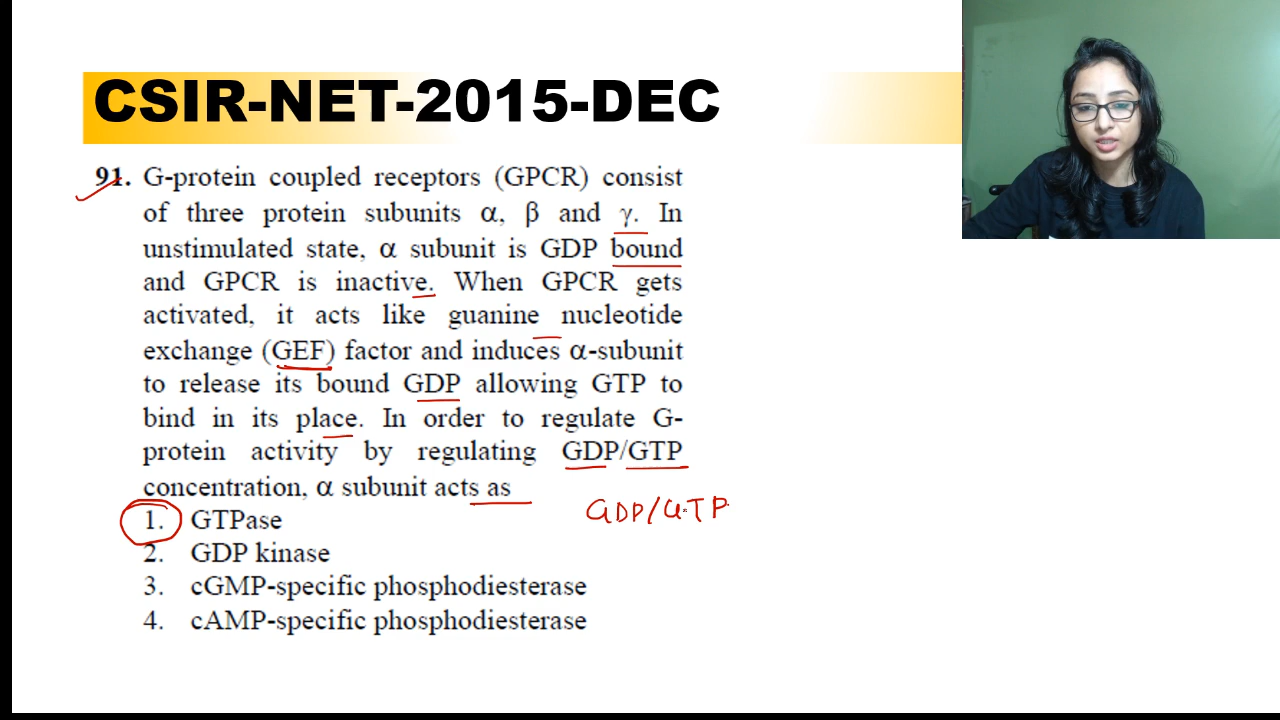 CSIR-NET-2015-DEC
91. G-protein coupled receptors (GPCR) consist
of three protein subunits α, β and γ. In
unstimulated state, α subunit is GDP bound
and GPCR is inactive. When GPCR gets
activated, it acts like guanine nucleotide
exchange (GEF) factor and induces α-subunit
to release its bound GDP allowing GTP to
bind in its place. In order to regulate G-
protein activity by regulating GDP/GTP
concentration, α subunit acts as
GDP/GTP
1. GTPase
2. GDP kinase
3. cGMP-specific phosphodiesterase
4. cAMP-specific phosphodiesterase